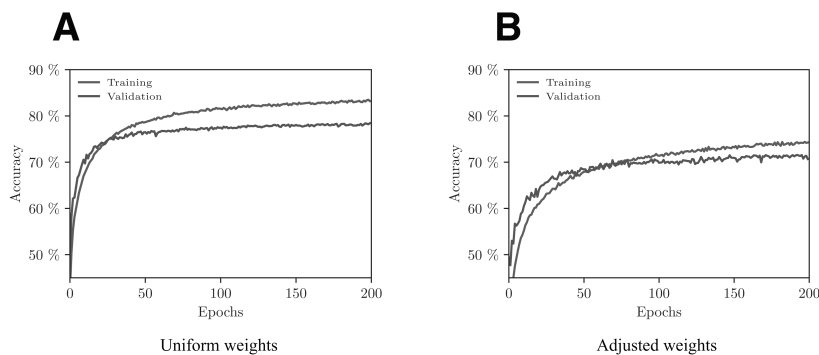 A
90 %
80 %
70 %
60 %
50 %
Accuracy
Training
Validation
0
50
100
150
200
Epochs
Uniform weights
B
90 %
80 %
70 %
60 %
50 %
Accuracy
Training
Validation
0
50
100
150
200
Epochs
Adjusted weights